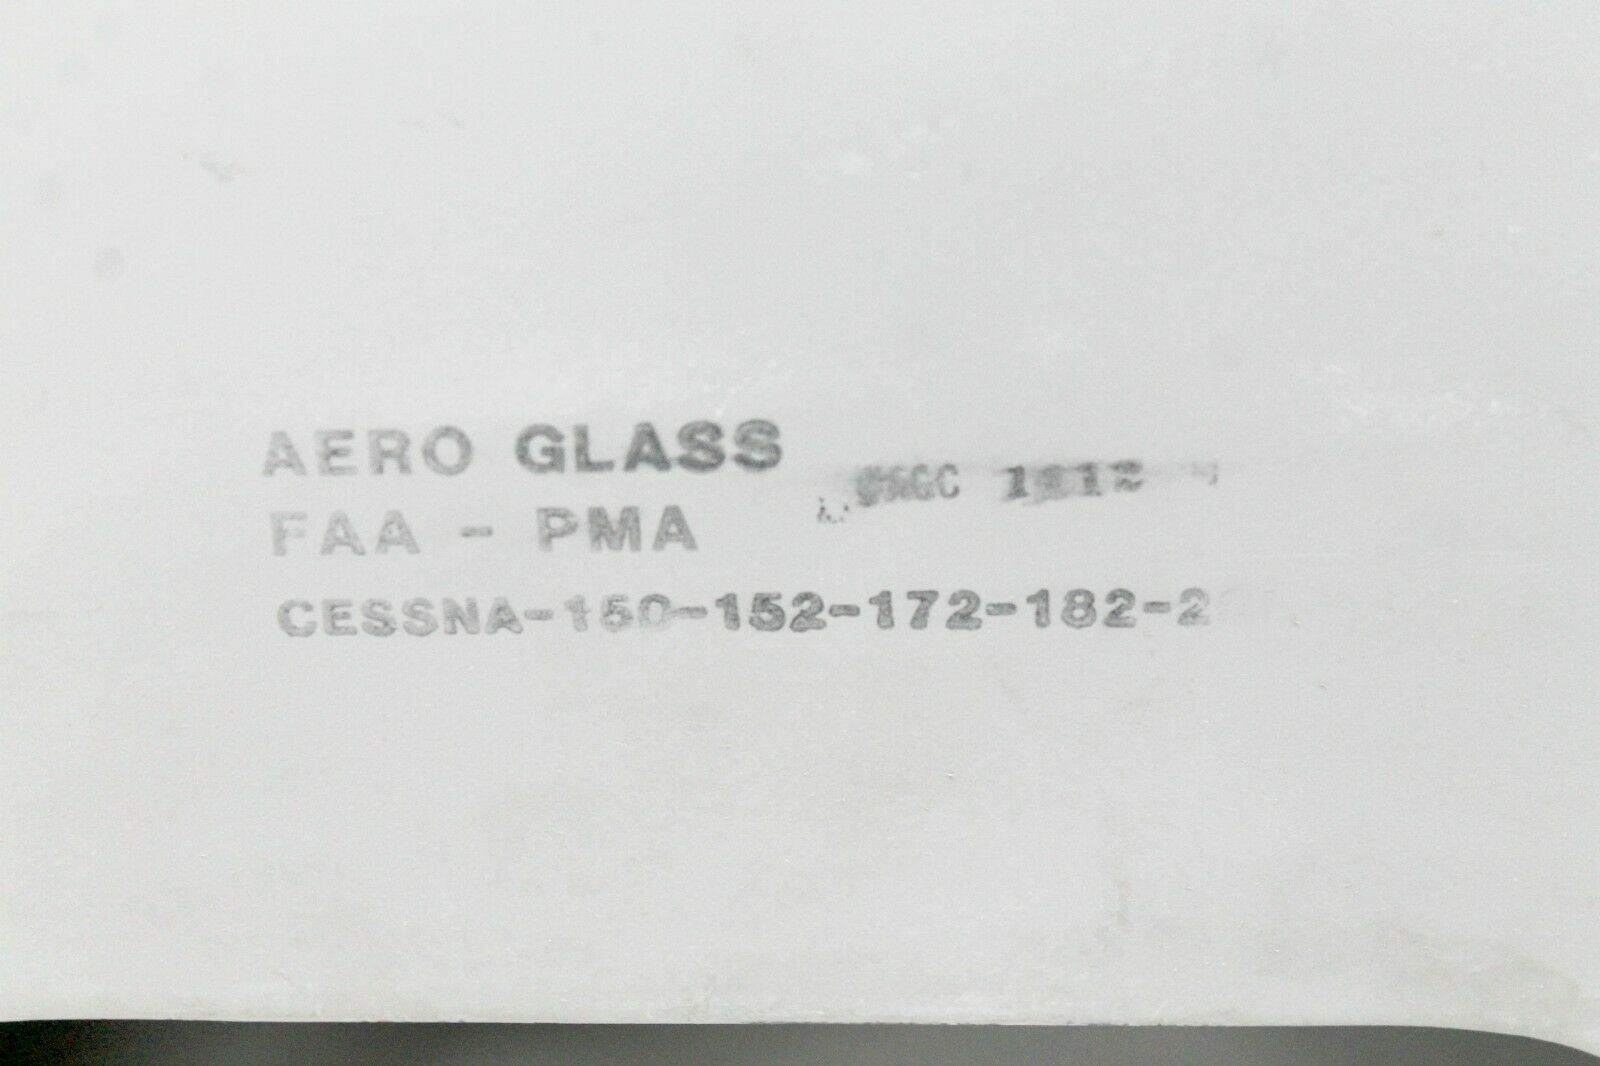 AERO GLASS
FAA - PMA
CESSNA-150-152-172-182-2